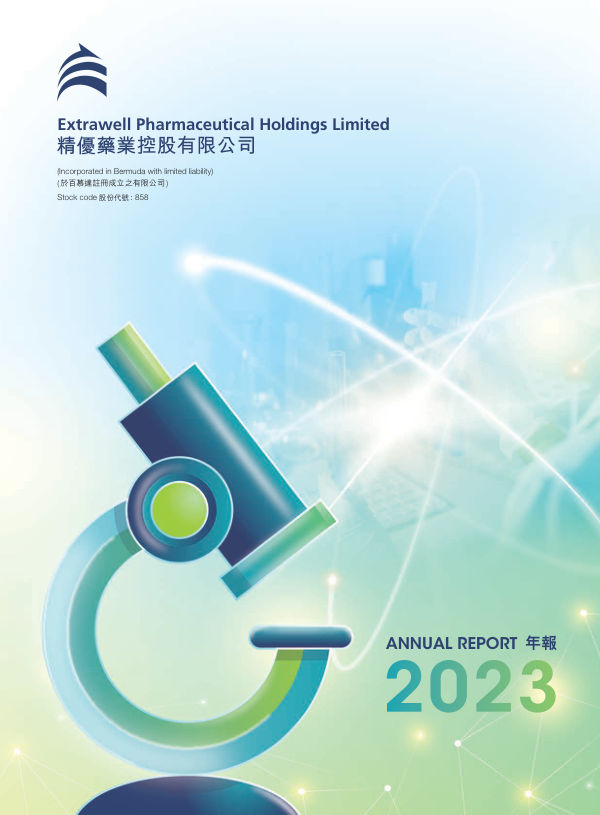 Extrawell Pharmaceutical Holdings Limited
精優藥業控股有限公司
(Incorporated in Bermuda with limited liability)
(於百慕達註冊成立之有限公司)
Stock code 股份代號 : 858
ANNUAL REPORT 年報
2023